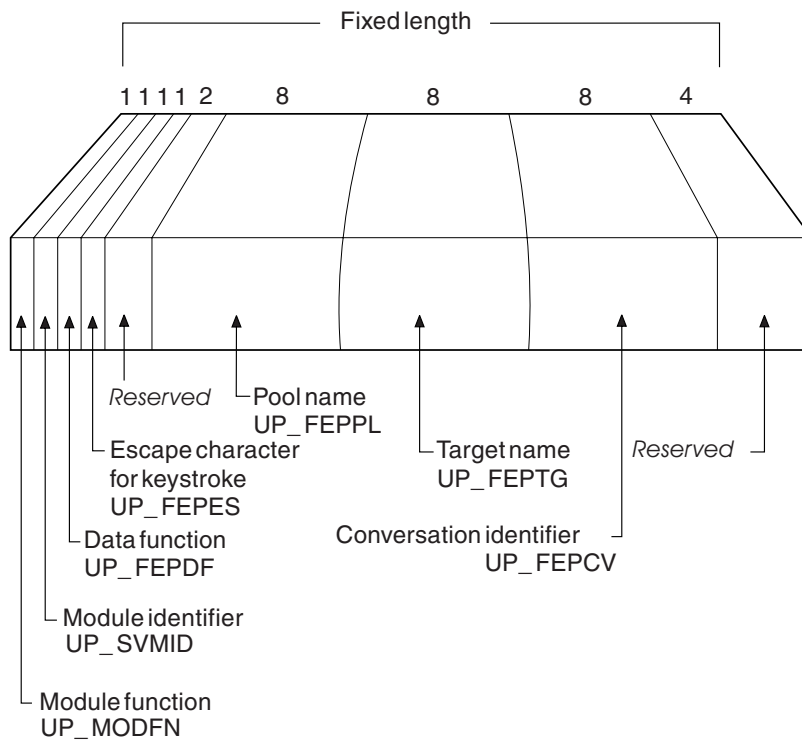 Fixed length
1 1 1 1 2 8 8 8 4
Reserved
Pool name
UP_FEPPL
Escape character
for keystroke
UP_FEPES
Target name
UP_FEPTG
Reserved
Data function
UP_FEPDF
Conversation identifier
UP_FEPCV
Module identifier
UP_SVMID
Module function
UP_MODFN